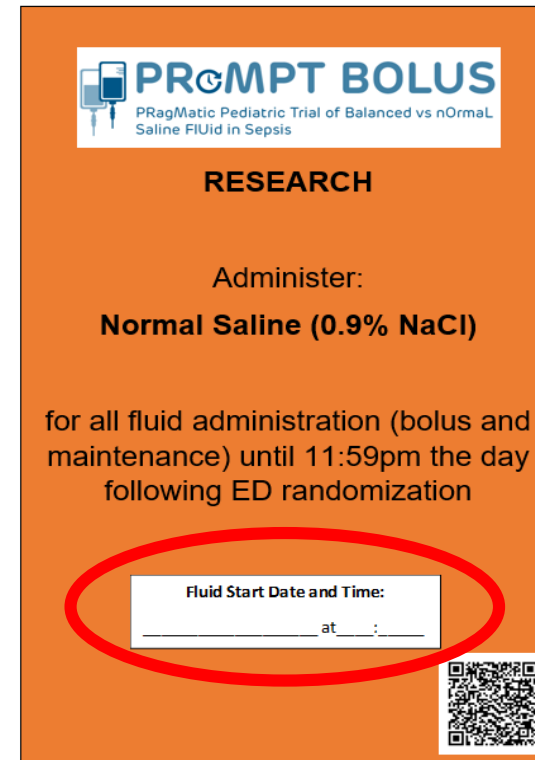 PROMPT BOLUS
PRagMatic Pediatric Trial of Balanced vs nOrmaL
Saline FlUid in Sepsis
RESEARCH
Administer:
Normal Saline (0.9% NaCl)
for all fluid administration (bolus and
maintenance) until 11:59pm the day
following ED randomization
Fluid Start Date and Time:
______________________ at____:______